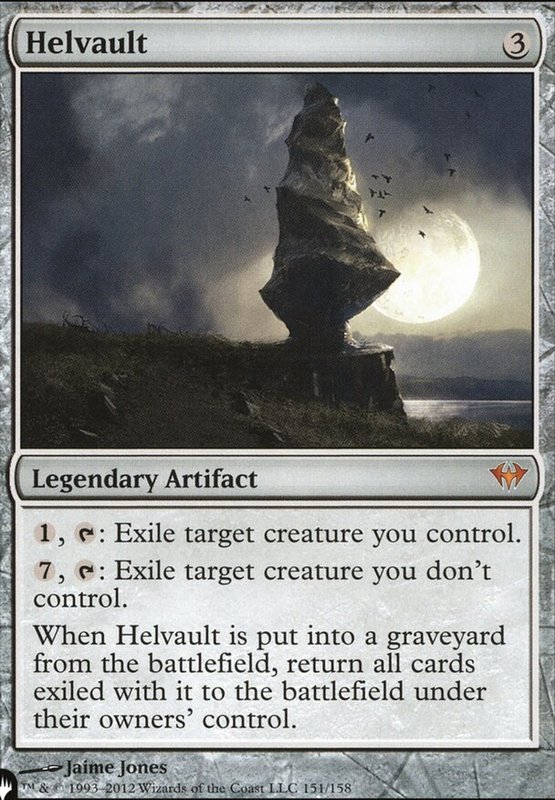 Helvault 3
Legendary Artifact
1, : Exile target creature you control.
7, : Exile target creature you don't
control.
When Helvault is put into a graveyard
from the battlefield, return all cards
exiled with it to the battlefield under
their owners' control.
Jaime Jones
™ & © 1993–2012 Wizards of the Coast LLC 151/158